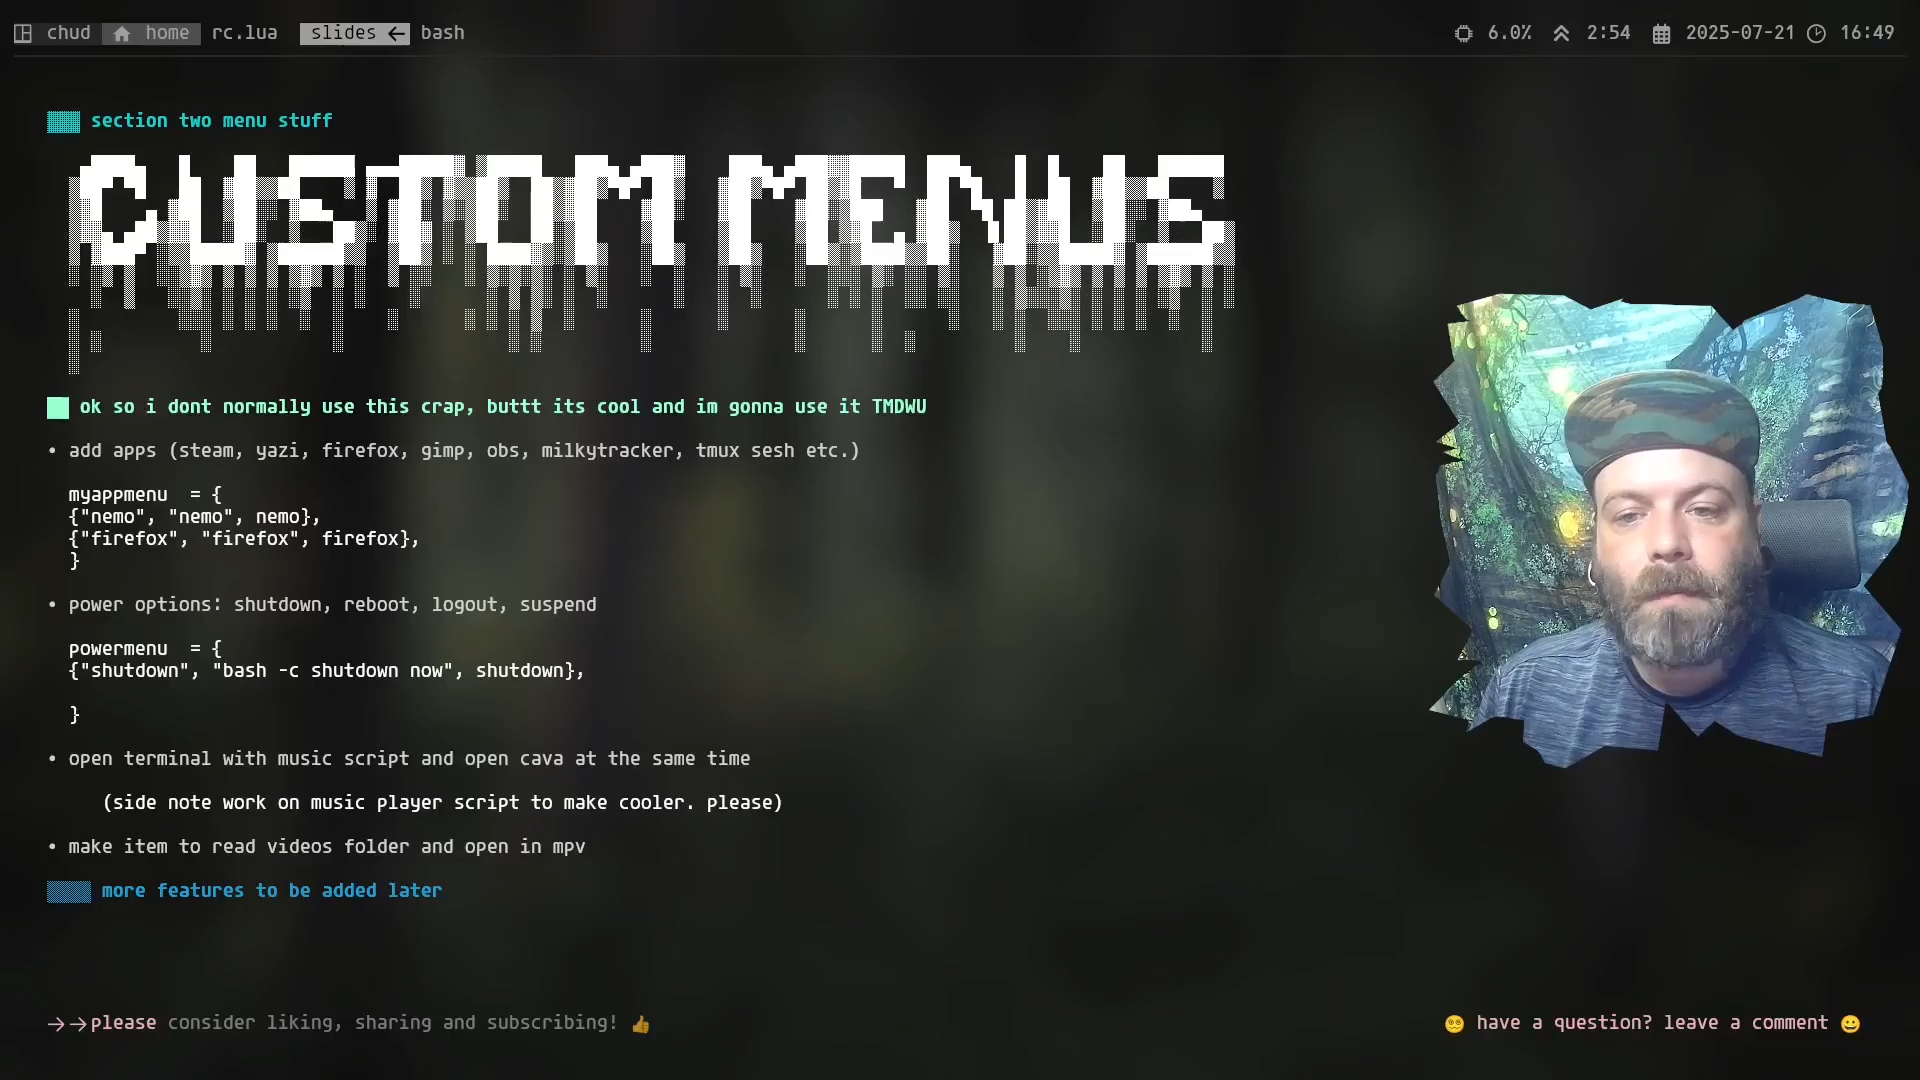 chud home rc.lua slides ← bash 6.0% 2:54 2025-07-21 16:49
section two menu stuff
CUSTOM MENUS
ok so i dont normally use this crap, buttt its cool and im gonna use it TMDWU
• add apps (steam, yazi, firefox, gimp, obs, milkytracker, tmux sesh etc.)
myappmenu  = {
{"nemo", "nemo", nemo},
{"firefox", "firefox", firefox},
}
• power options: shutdown, reboot, logout, suspend
powermenu  = {
{"shutdown", "bash -c shutdown now", shutdown},
}
• open terminal with music script and open cava at the same time
(side note work on music player script to make cooler. please)
• make item to read videos folder and open in mpv
more features to be added later
→→please consider liking, sharing and subscribing! 👍
😵‍💫 have a question? leave a comment 😀